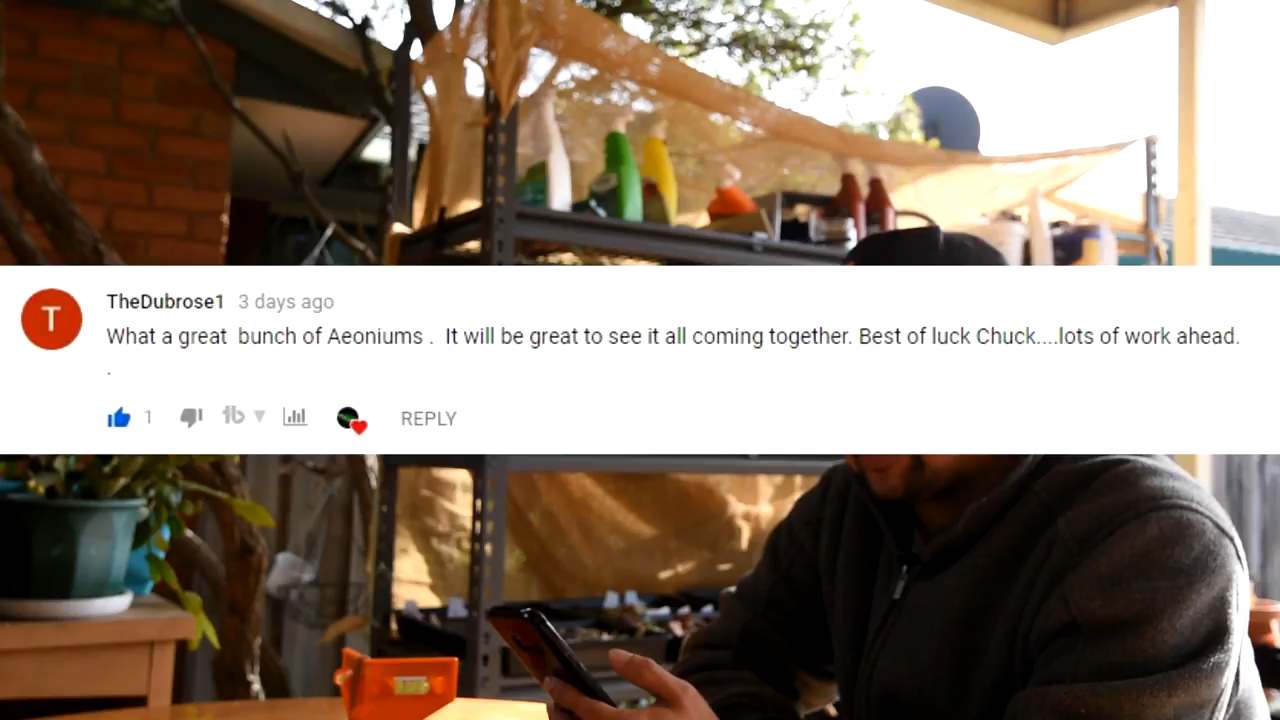 T
TheDubrose1 3 days ago
What a great bunch of Aeoniums . It will be great to see it all coming together. Best of luck Chuck....lots of work ahead.
.
1 REPLY